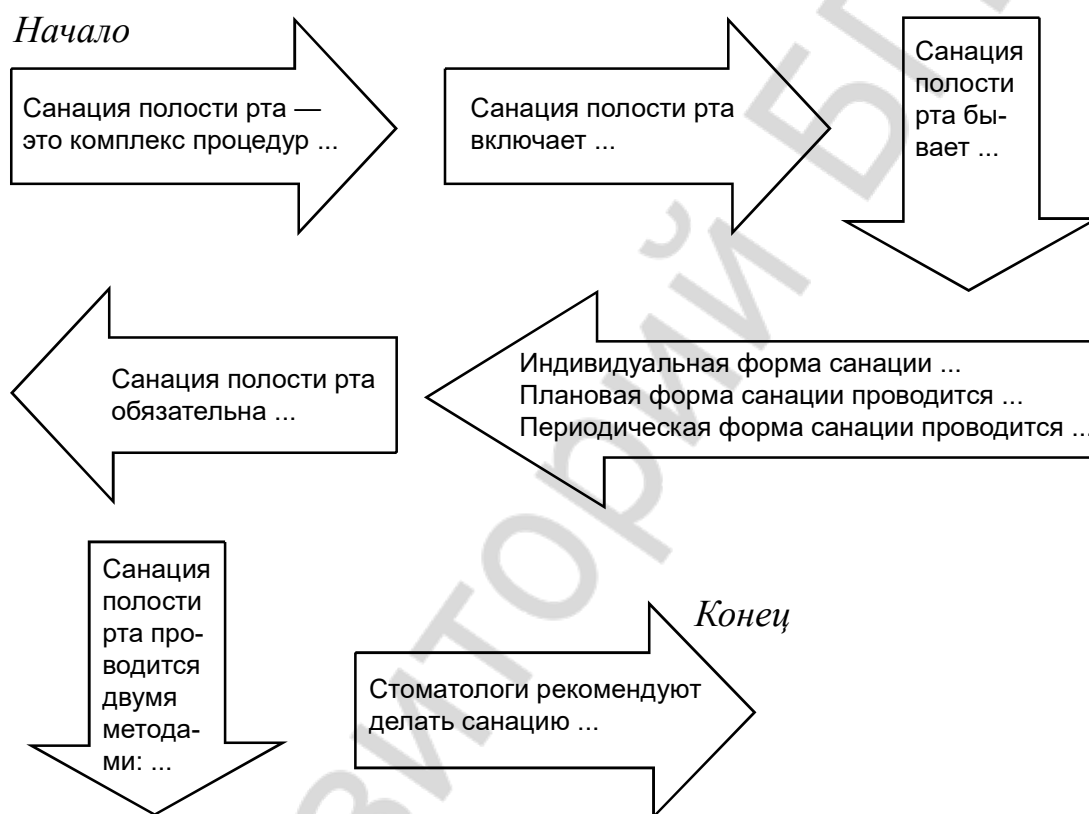 Начало
Санация полости рта —
это комплекс процедур ...
Санация полости рта
включает ...
Санация
полости
рта бы-
вает ...
Индивидуальная форма санации ...
Плановая форма санации проводится ...
Периодическая форма санации проводится ...
Санация полости рта
обязательна ...
Санация
полости
рта про-
водится
двумя
метода-
ми: ...
Конец
Стоматологи рекомендуют
делать санацию ...